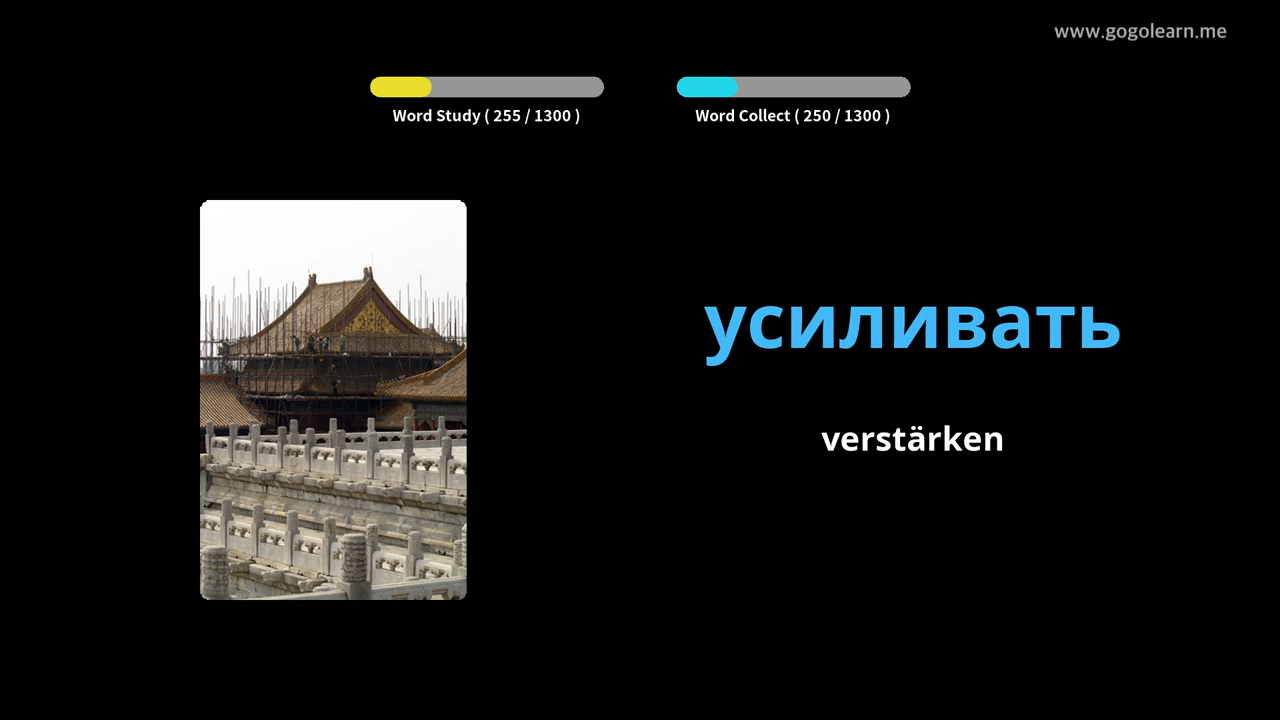 www.gogolearn.me
Word Study ( 255 / 1300 )
Word Collect ( 250 / 1300 )
усиливать
verstärken